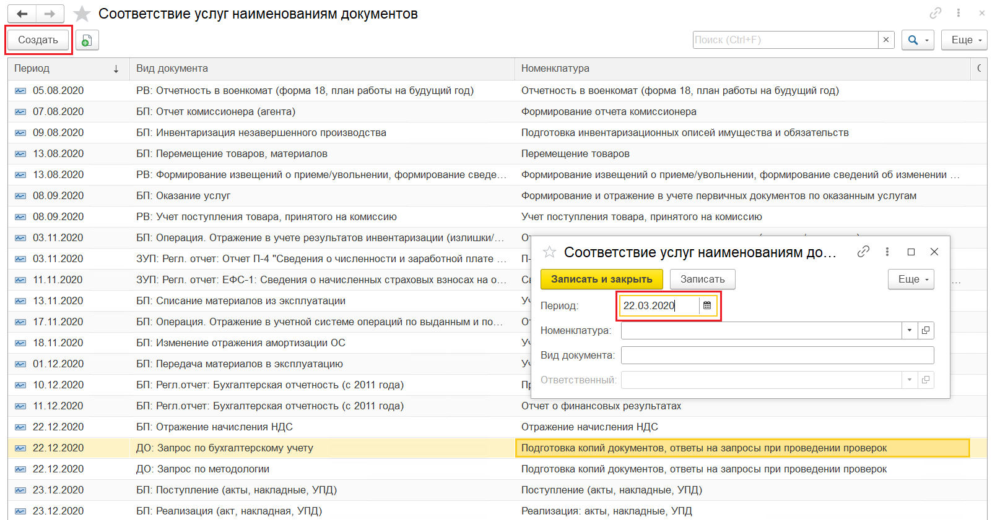 Соответствие услуг наименованиям документов
Создать
Поиск (Ctrl+F)
Еще
Период Вид документа Номенклатура
05.08.2020 РВ: Отчетность в военкомат (форма 18, план работы на будущий год) Отчетность в военкомат (форма 18, план работы на будущий год)
07.08.2020 БП: Отчет комиссионера (агента) Формирование отчета комиссионера
09.08.2020 БП: Инвентаризация незавершенного производства Подготовка инвентаризационных описей имущества и обязательств
13.08.2020 БП: Перемещение товаров, материалов Перемещение товаров
13.08.2020 РВ: Формирование извещений о приеме/увольнении, формирование сведе... Формирование извещений о приеме/увольнении, формирование сведений об изменении ...
08.09.2020 БП: Оказание услуг Формирование и отражение в учете первичных документов по оказанным услугам
08.09.2020 РВ: Учет поступления товара, принятого на комиссию Учет поступления товара, принятого на комиссию
03.11.2020 БП: Операция. Отражение в учете результатов инвентаризации (излишки/...
03.11.2020 ЗУП: Регл. отчет: Отчет П-4 "Сведения о численности и заработной плате ... П-
11.11.2020 ЗУП: Регл. отчет: ЕФС-1: Сведения о начисленных страховых взносах на о... ...
13.11.2020 БП: Списание материалов из эксплуатации
17.11.2020 БП: Операция. Отражение в учетной системе операций по выданным и по...
18.11.2020 БП: Изменение отражения амортизации ОС
01.12.2020 БП: Передача материалов в эксплуатацию
10.12.2020 БП: Регл.отчет: Бухгалтерская отчетность (с 2011 года)
11.12.2020 БП: Регл.отчет: Бухгалтерская отчетность (с 2011 года) Отчет о финансовых результатах
22.12.2020 БП: Отражение начисления НДС Отражение начисления НДС
22.12.2020 ДО: Запрос по бухгалтерскому учету Подготовка копий документов, ответы на запросы при проведении проверок
22.12.2020 ДО: Запрос по методологии Подготовка копий документов, ответы на запросы при проведении проверок
23.12.2020 БП: Поступление (акты, накладные, УПД) Поступление (акты, накладные, УПД)
23.12.2020 БП: Реализация (акт, накладная, УПД) Реализация: акты, накладные, УПД
Соответствие услуг наименованиям до...
Записать и закрыть Записать Еще
Период: 22.03.2020
Номенклатура:
Вид документа:
Ответственный: